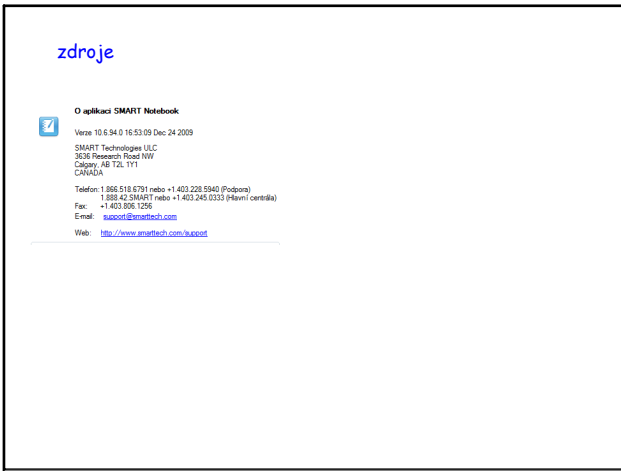 zdroje
O aplikaci SMART Notebook
Verze 10.6.94.0 16:53:09 Dec 24 2009
SMART Technologies ULC
3636 Research Road NW
Calgary, AB T2L 1Y1
CANADA
Telefon: 1.866.518.6791 nebo +1.403.228.5940 (Podpora)
1.888.42.SMART nebo +1.403.245.0333 (Hlavní centrála)
Fax: +1.403.806.1256
E-mail: support@smarttech.com
Web: http://www.smarttech.com/support